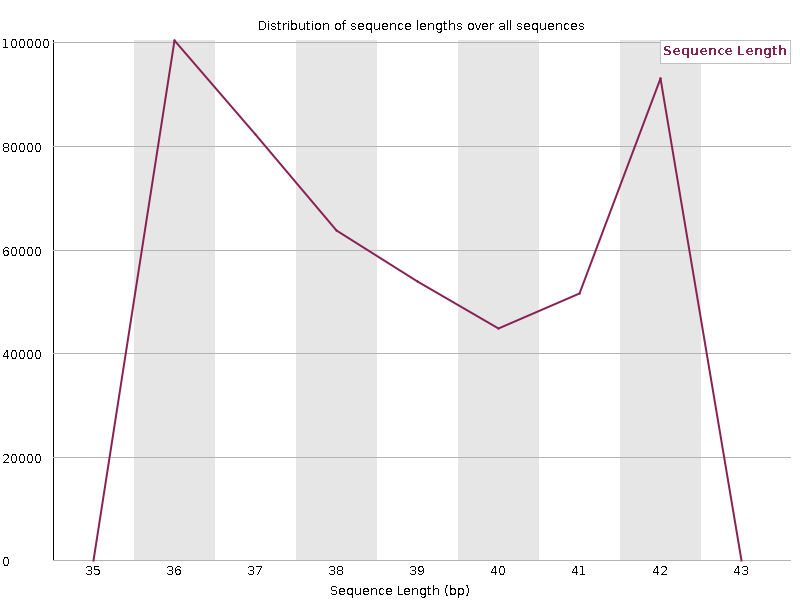 Distribution of sequence lengths over all sequences
Sequence Length
100000
80000
60000
40000
20000
0
35 36 37 38 39 40 41 42 43
Sequence Length (bp)